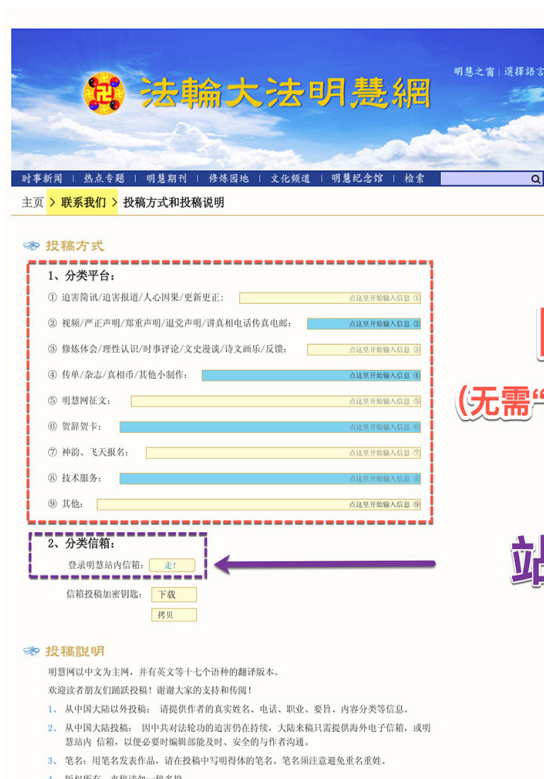 明慧之窗 | 選擇語言
法輪大法明慧網
时事新闻 | 热点专题 | 明慧期刊 | 修炼园地 | 文化频道 | 明慧纪念馆 | 检索
主页 > 联系我们 > 投稿方式和投稿说明
投稿方式
1、分类平台:
① 迫害简讯/迫害报道/人心因果/更新更正: 点这里开始输入信息 ①
② 视频/严正声明/郑重声明/退党声明/讲真相电话传真电邮: 点这里开始输入信息 ②
③ 修炼体会/理性认识/时事评论/文史漫谈/诗文画乐/反馈: 点这里开始输入信息 ③
④ 传单/杂志/真相币/其他小制作: 点这里开始输入信息 ④
⑤ 明慧网征文: 点这里开始输入信息 ⑤
(无需“
⑥ 贺辞贺卡: 点这里开始输入信息 ⑥
⑦ 神韵、飞天报名: 点这里开始输入信息 ⑦
⑧ 技术服务: 点这里开始输入信息 ⑧
⑨ 其他: 点这里开始输入信息 ⑨
2、分类信箱:
站
登录明慧站内信箱: 走!
信箱投稿加密钥匙: 下载
拷贝
投稿說明
明慧网以中文为主网，并有英文等十七个语种的翻译版本。
欢迎读者朋友们踊跃投稿！谢谢大家的支持和传阅！
1、 从中国大陆以外投稿： 请提供作者的真实姓名、电话、职业、要旨、内容分类等信息。
2、 从中国大陆投稿： 因中共对法轮功的迫害仍在持续，大陆来稿只需提供海外电子信箱，或明
慧站内 信箱，以便必要时编辑部能及时、安全的与作者沟通。
3、 笔名：用笔名发表作品，请在投稿中写明得体的笔名。笔名须注意避免重名重姓。